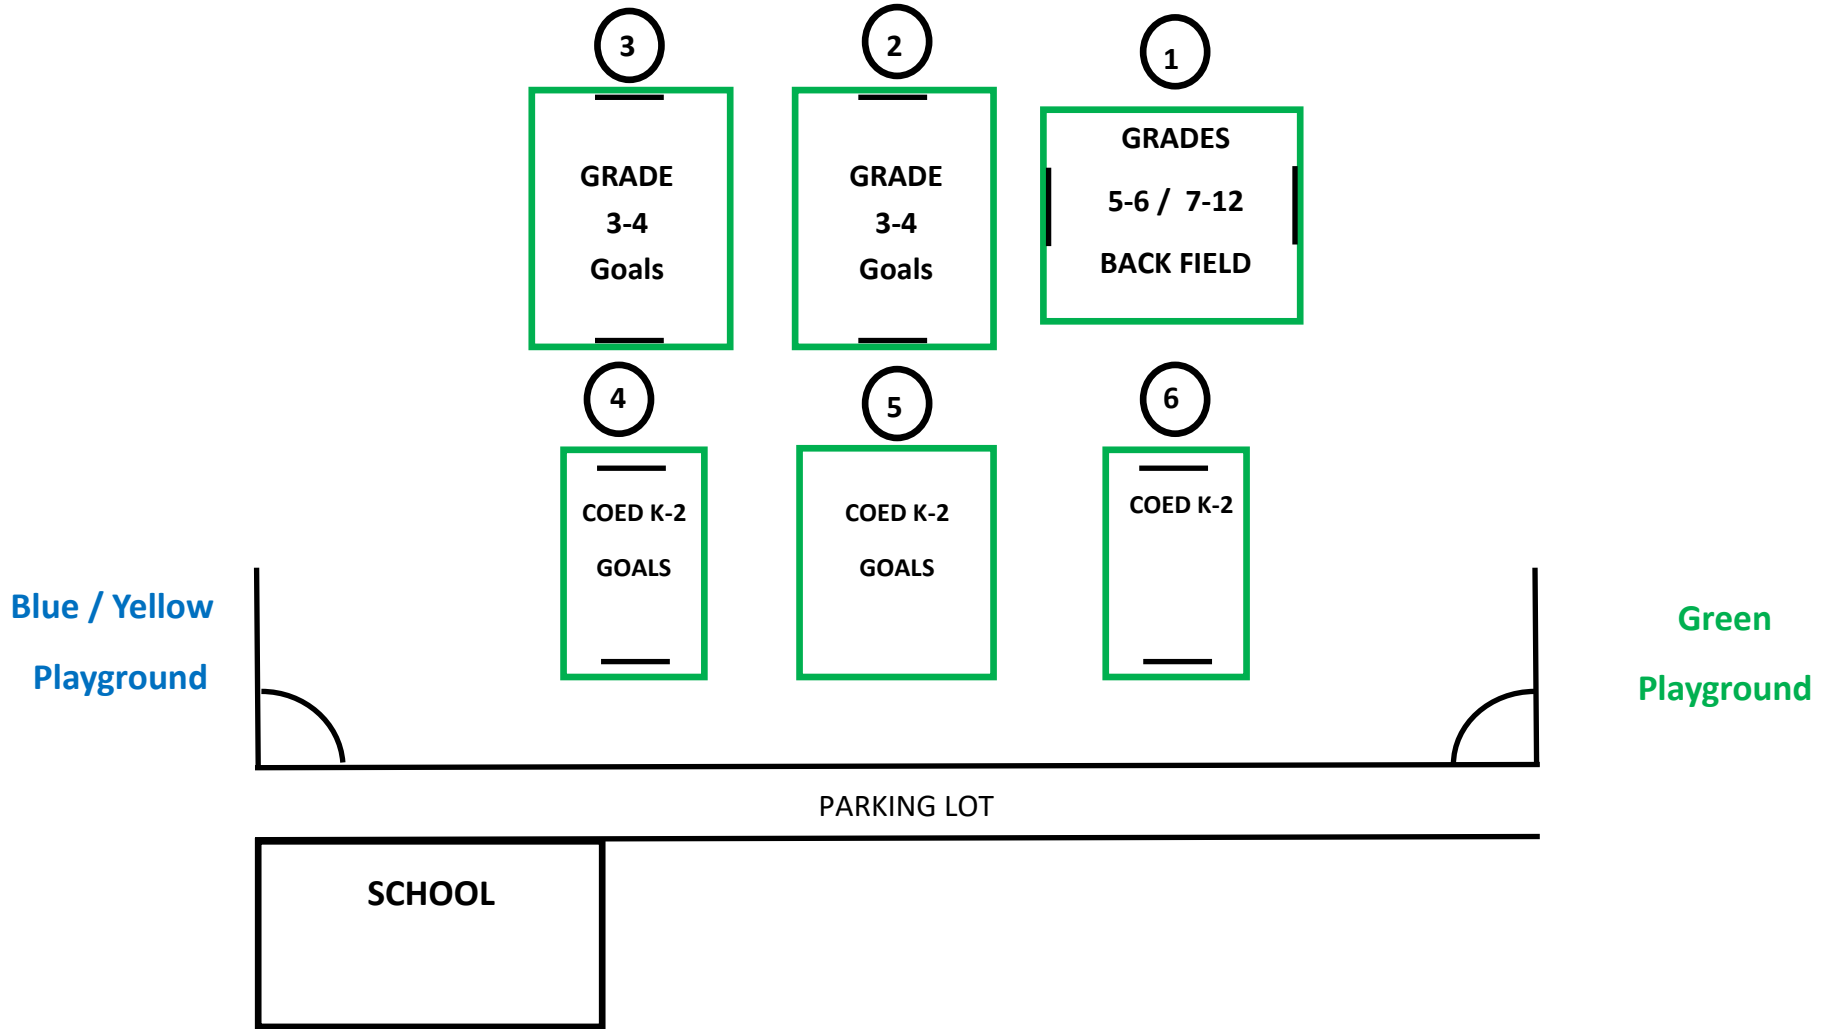 3
2
1
GRADE
3-4
Goals
GRADE
3-4
Goals
GRADES
5-6 / 7-12
BACK FIELD
4
5
6
COED K-2
GOALS
COED K-2
GOALS
COED K-2
Blue / Yellow
Playground
Green
Playground
PARKING LOT
SCHOOL